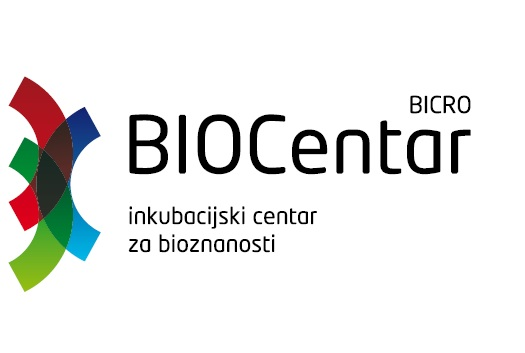 BICRO
BIOCentar
inkubacijski centar
za bioznanosti